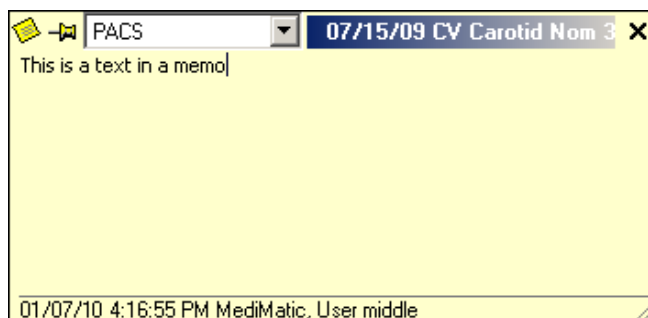 PACS 07/15/09 CV Carotid Nom 3
This is a text in a memo
01/07/10 4:16:55 PM MediMatic, User middle